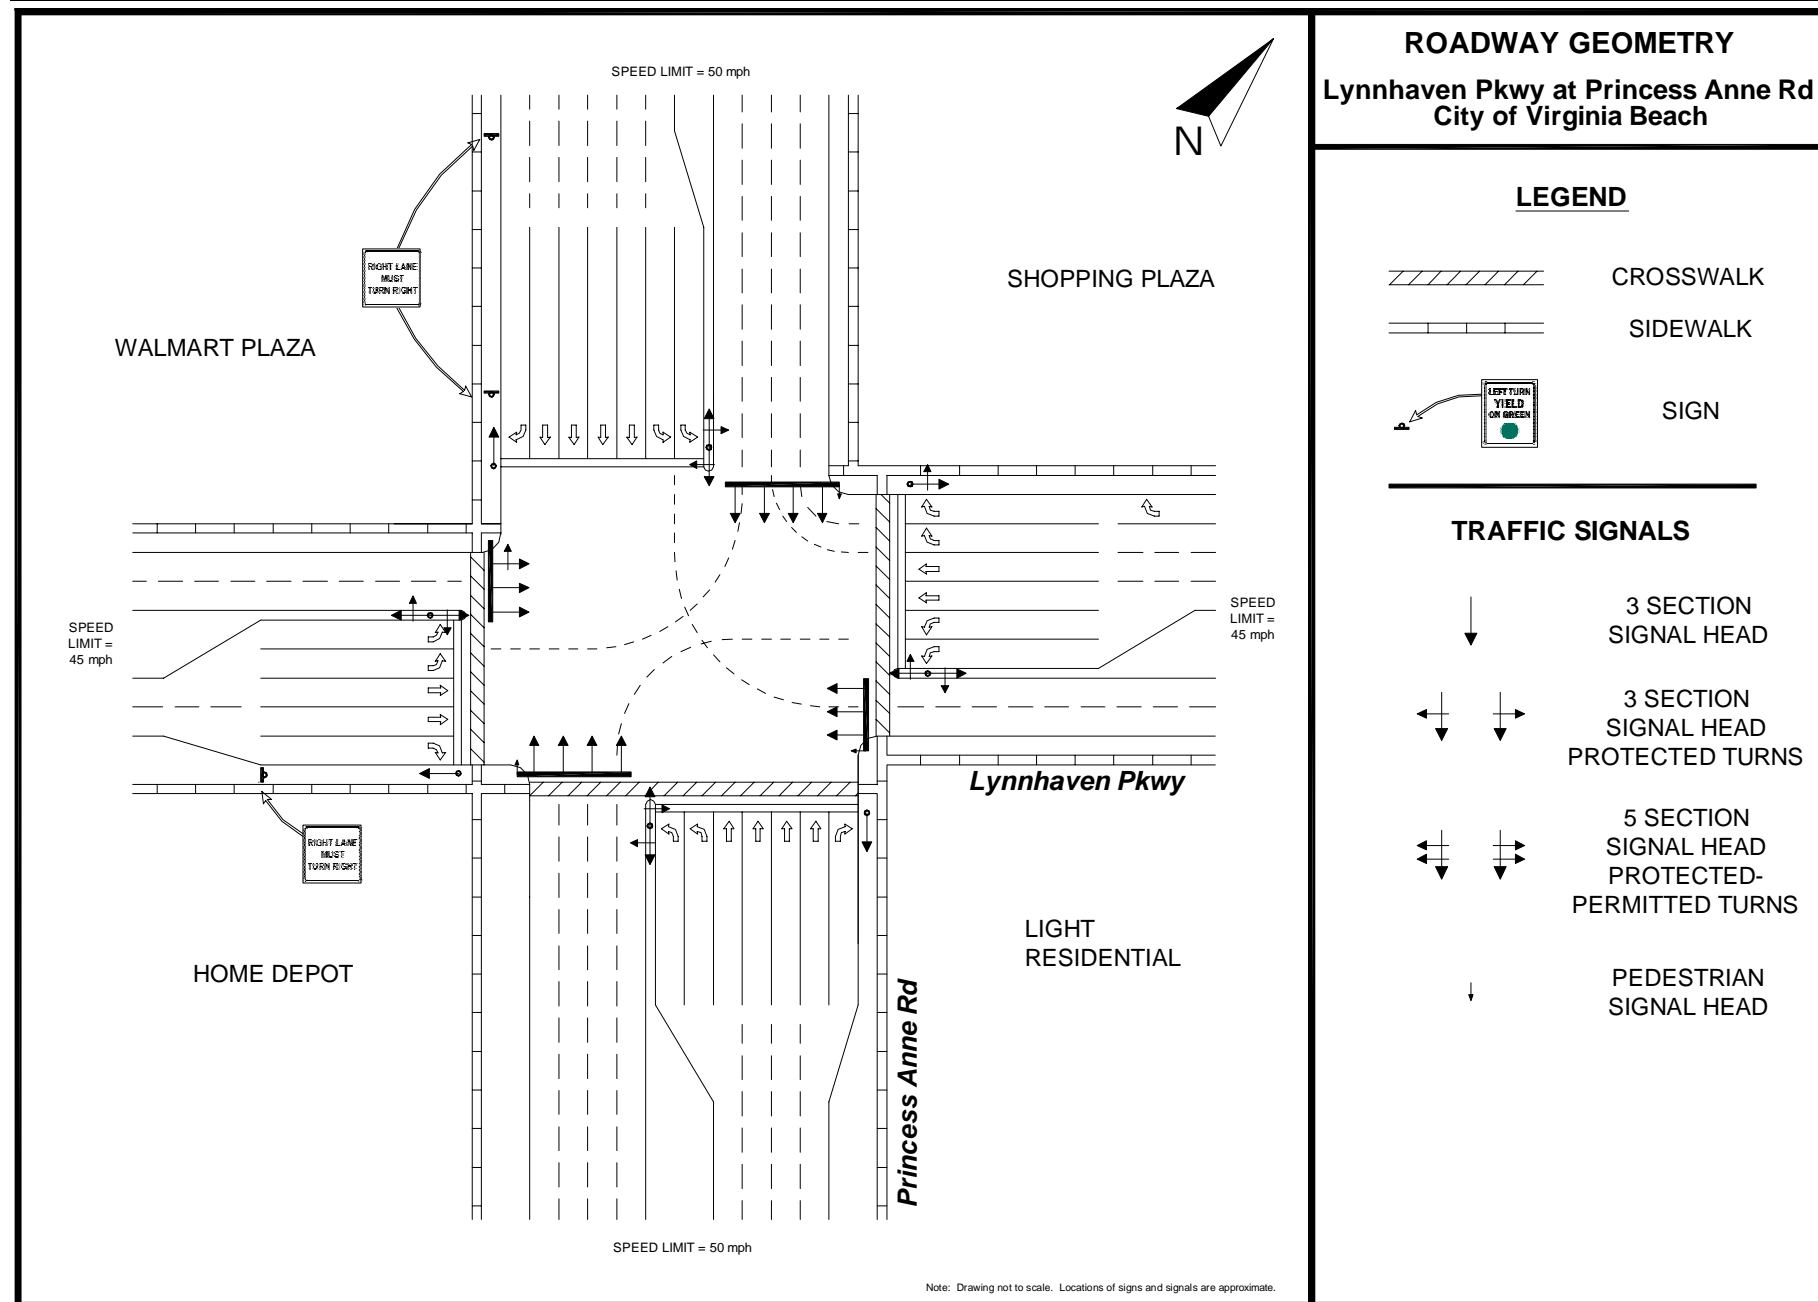 ROADWAY GEOMETRY
Lynnhaven Pkwy at Princess Anne Rd
City of Virginia Beach
SPEED LIMIT = 50 mph
N
RIGHT LANE
MUST
TURN RIGHT
WALMART PLAZA
SHOPPING PLAZA
SPEED
LIMIT =
45 mph
SPEED
LIMIT =
45 mph
Lynnhaven Pkwy
RIGHT LANE
MUST
TURN RIGHT
HOME DEPOT
LIGHT
RESIDENTIAL
Princess Anne Rd
SPEED LIMIT = 50 mph
Note: Drawing not to scale. Locations of signs and signals are approximate.
LEGEND
CROSSWALK
SIDEWALK
LEFT TURN
YIELD
ON GREEN
SIGN
TRAFFIC SIGNALS
3 SECTION
SIGNAL HEAD
3 SECTION
SIGNAL HEAD
PROTECTED TURNS
5 SECTION
SIGNAL HEAD
PROTECTED-
PERMITTED TURNS
PEDESTRIAN
SIGNAL HEAD